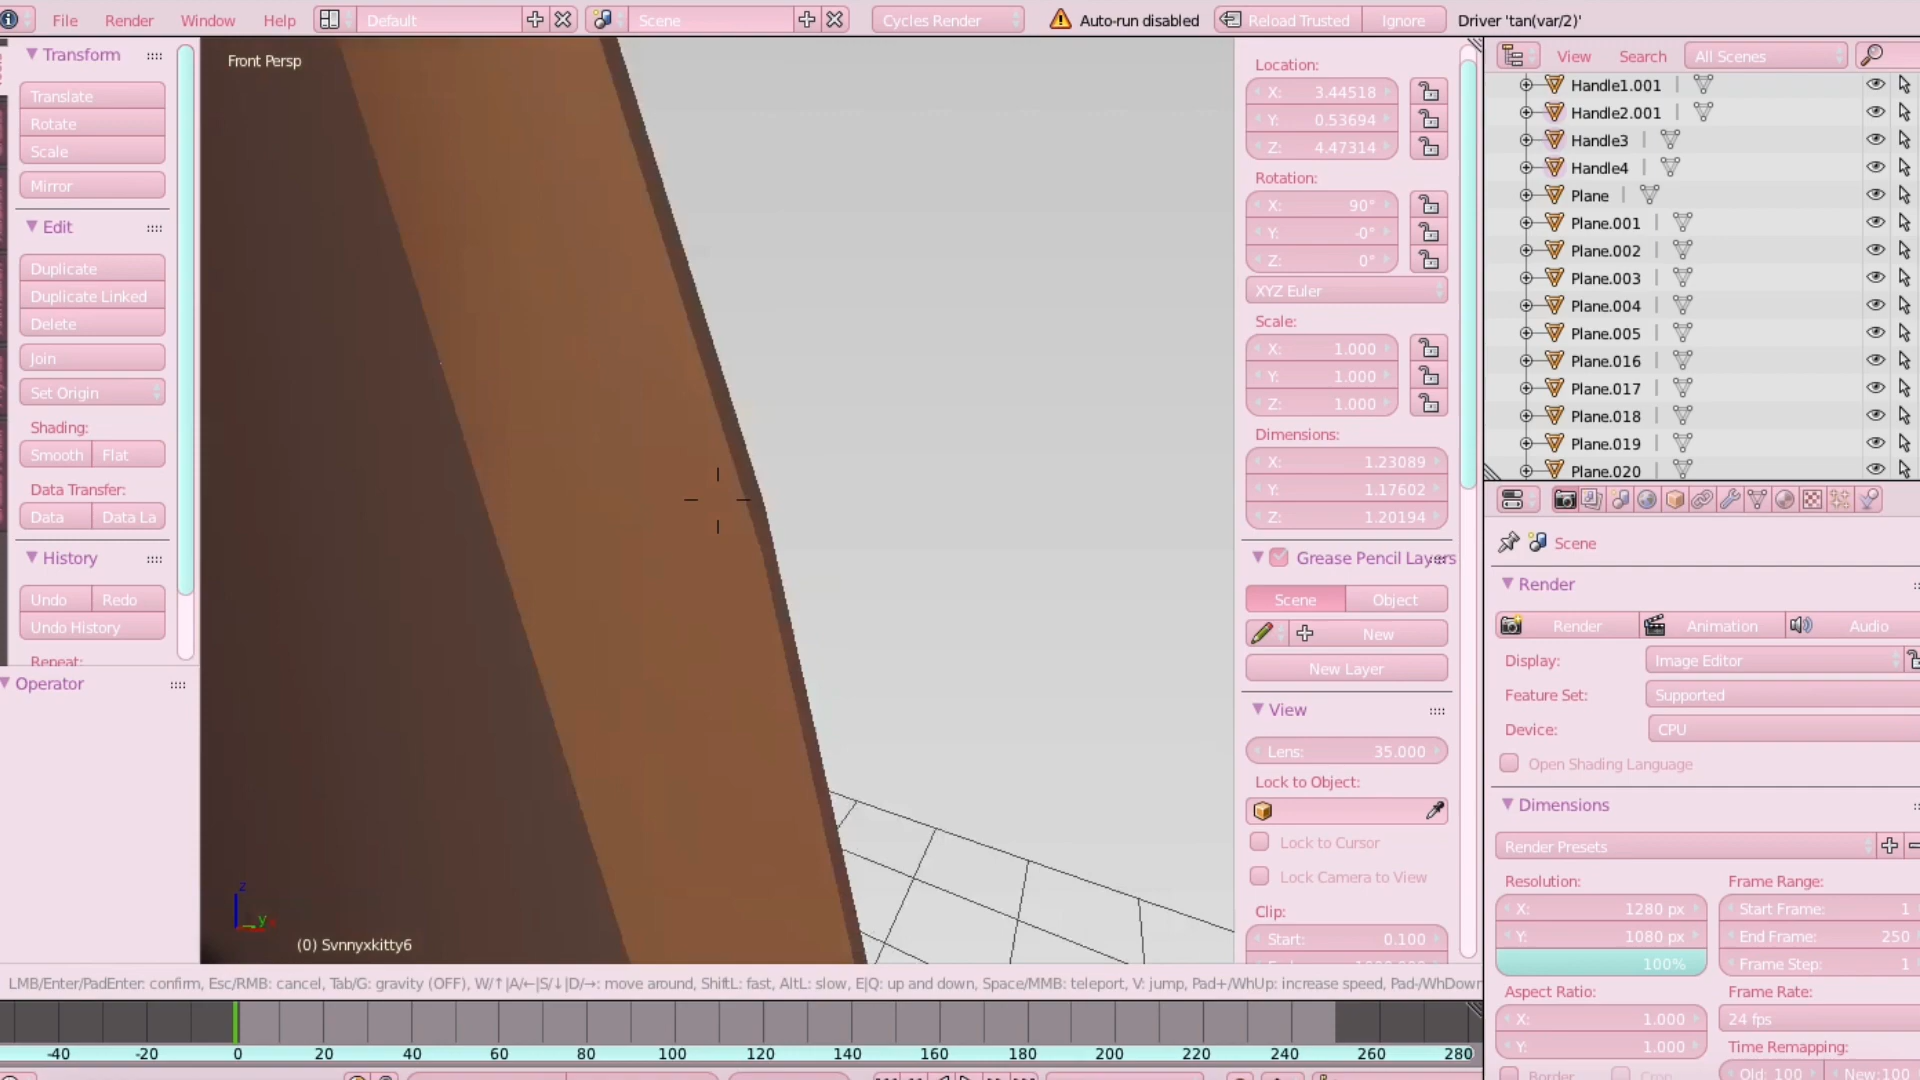 File Render Window Help Default Scene Cycles Render Auto-run disabled Reload Trusted Ignore Driver 'tan(var/2)'
Transform
Translate
Rotate
Scale
Mirror
Edit
Duplicate
Duplicate Linked
Delete
Join
Set Origin
Shading:
Smooth Flat
Data Transfer:
Data Data La
History
Undo Redo
Undo History
Repeat:
Operator
Front Persp
z
y
(0) Svnnyxkitty6
Location:
X: 3.44518
Y: 0.53694
Z: 4.47314
Rotation:
X: 90°
Y: -0°
Z: 0°
XYZ Euler
Scale:
X: 1.000
Y: 1.000
Z: 1.000
Dimensions:
X: 1.23089
Y: 1.17602
Z: 1.20194
Grease Pencil Layers
Scene Object
New
New Layer
View
Lens: 35.000
Lock to Object:
Lock to Cursor
Lock Camera to View
Clip:
Start: 0.100
View Search All Scenes
Handle1.001
Handle2.001
Handle3
Handle4
Plane
Plane.001
Plane.002
Plane.003
Plane.004
Plane.005
Plane.016
Plane.017
Plane.018
Plane.019
Plane.020
Scene
Render
Render Animation Audio
Display: Image Editor
Feature Set: Supported
Device: CPU
Open Shading Language
Dimensions
Render Presets
Resolution: Frame Range:
X: 1280 px Start Frame: 1
Y: 1080 px End Frame: 250
100% Frame Step: 1
Aspect Ratio: Frame Rate:
X: 1.000 24 fps
Y: 1.000 Time Remapping:
Border Crop Old: 100 New:100
LMB/Enter/PadEnter: confirm, Esc/RMB: cancel, Tab/G: gravity (OFF), W/↑|A/←|S/↓|D/→: move around, ShiftL: fast, AltL: slow, E|Q: up and down, Space/MMB: teleport, V: jump, Pad+/WhUp: increase speed, Pad-/WhDown
-40 -20 0 20 40 60 80 100 120 140 160 180 200 220 240 260 280